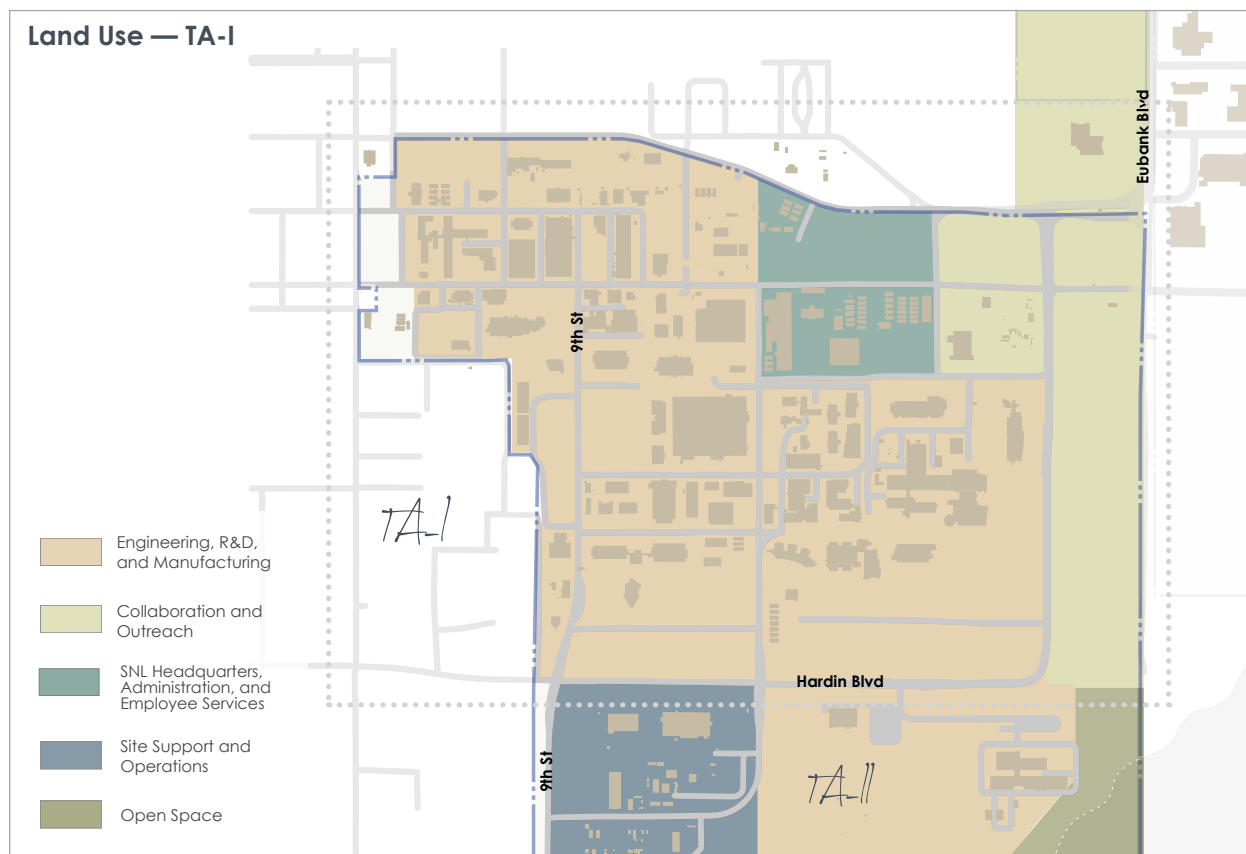 Land Use — TA-I
Eubank Blvd
9th St
TA-I
Engineering, R&D,
and Manufacturing
Collaboration and
Outreach
SNL Headquarters,
Administration, and
Employee Services
Hardin Blvd
Site Support and
Operations
9th St
TA-II
Open Space